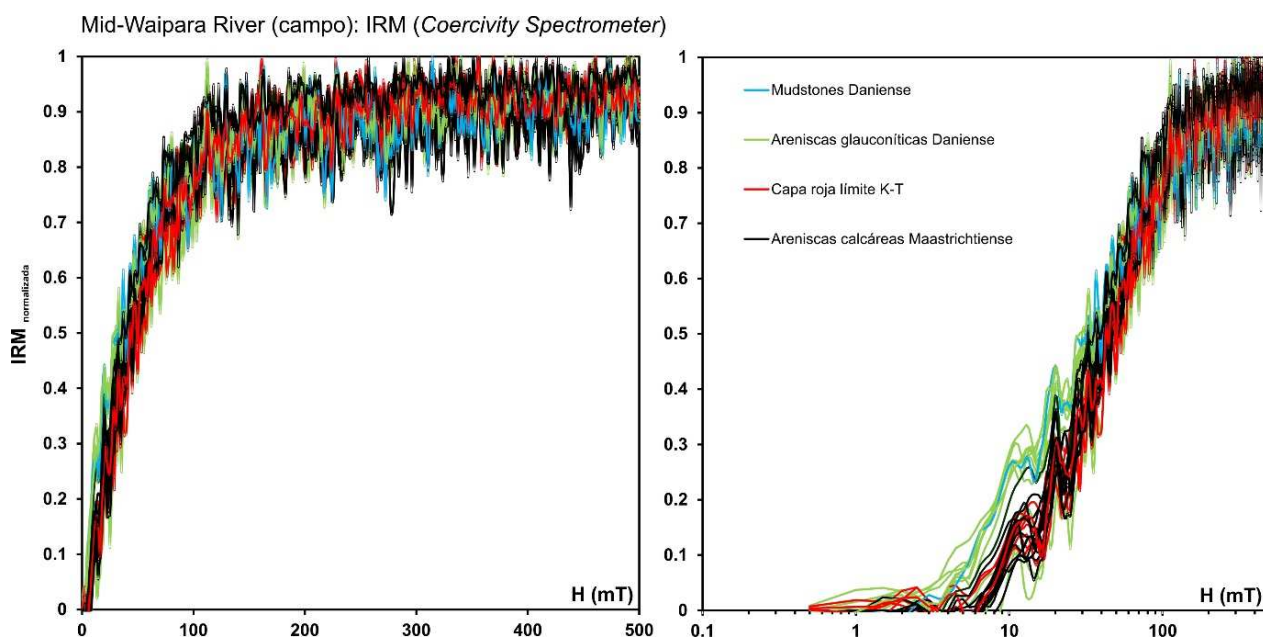 Mid-Waipara River (campo): IRM (Coercivity Spectrometer)
1
0.9
0.8
0.7
0.6
0.5
0.4
0.3
0.2
0.1
0
IRM normalizada
0 100 200 300 400 500
H (mT)
1
0.9
0.8
0.7
0.6
0.5
0.4
0.3
0.2
0.1
0
Mudstones Daniense
Areniscas glauconíticas Daniense
Capa roja límite K-T
Areniscas calcáreas Maastrichtiense
H (mT)
0.1 1 10 100